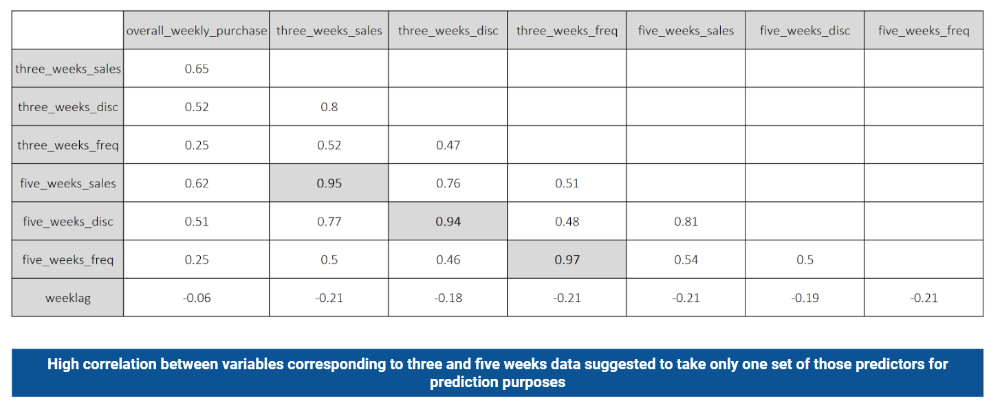 overall_weekly_purchase three_weeks_sales three_weeks_disc three_weeks_freq five_weeks_sales five_weeks_disc five_weeks_freq
three_weeks_sales 0.65
three_weeks_disc 0.52 0.8
three_weeks_freq 0.25 0.52 0.47
five_weeks_sales 0.62 0.95 0.76 0.51
five_weeks_disc 0.51 0.77 0.94 0.48 0.81
five_weeks_freq 0.25 0.5 0.46 0.97 0.54 0.5
weeklag -0.06 -0.21 -0.18 -0.21 -0.21 -0.19 -0.21
High correlation between variables corresponding to three and five weeks data suggested to take only one set of those predictors for
prediction purposes